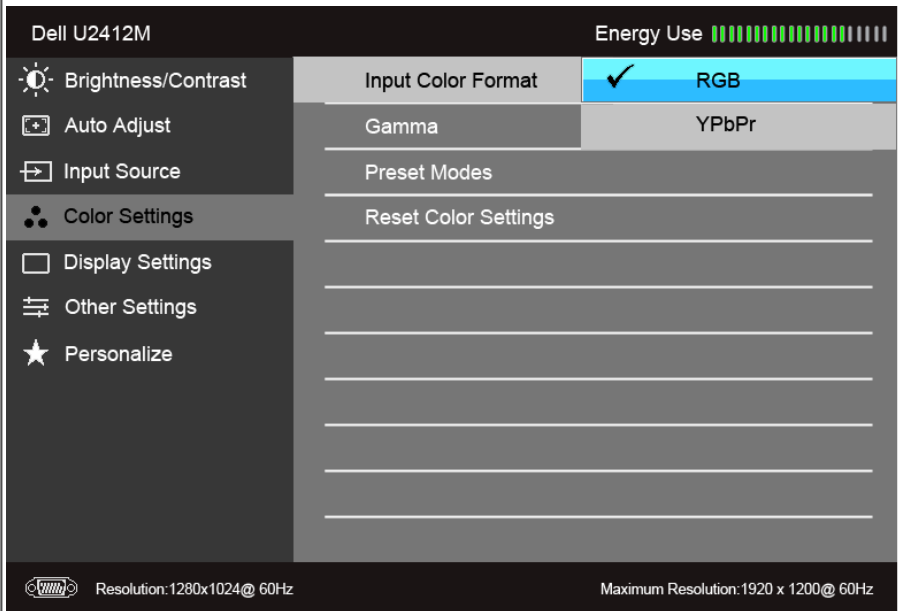 Dell U2412M
Energy Use
Brightness/Contrast
Input Color Format
RGB
Auto Adjust
Gamma
YPbPr
Input Source
Preset Modes
Color Settings
Reset Color Settings
Display Settings
Other Settings
Personalize
Resolution:1280x1024@ 60Hz
Maximum Resolution:1920 x 1200@ 60Hz